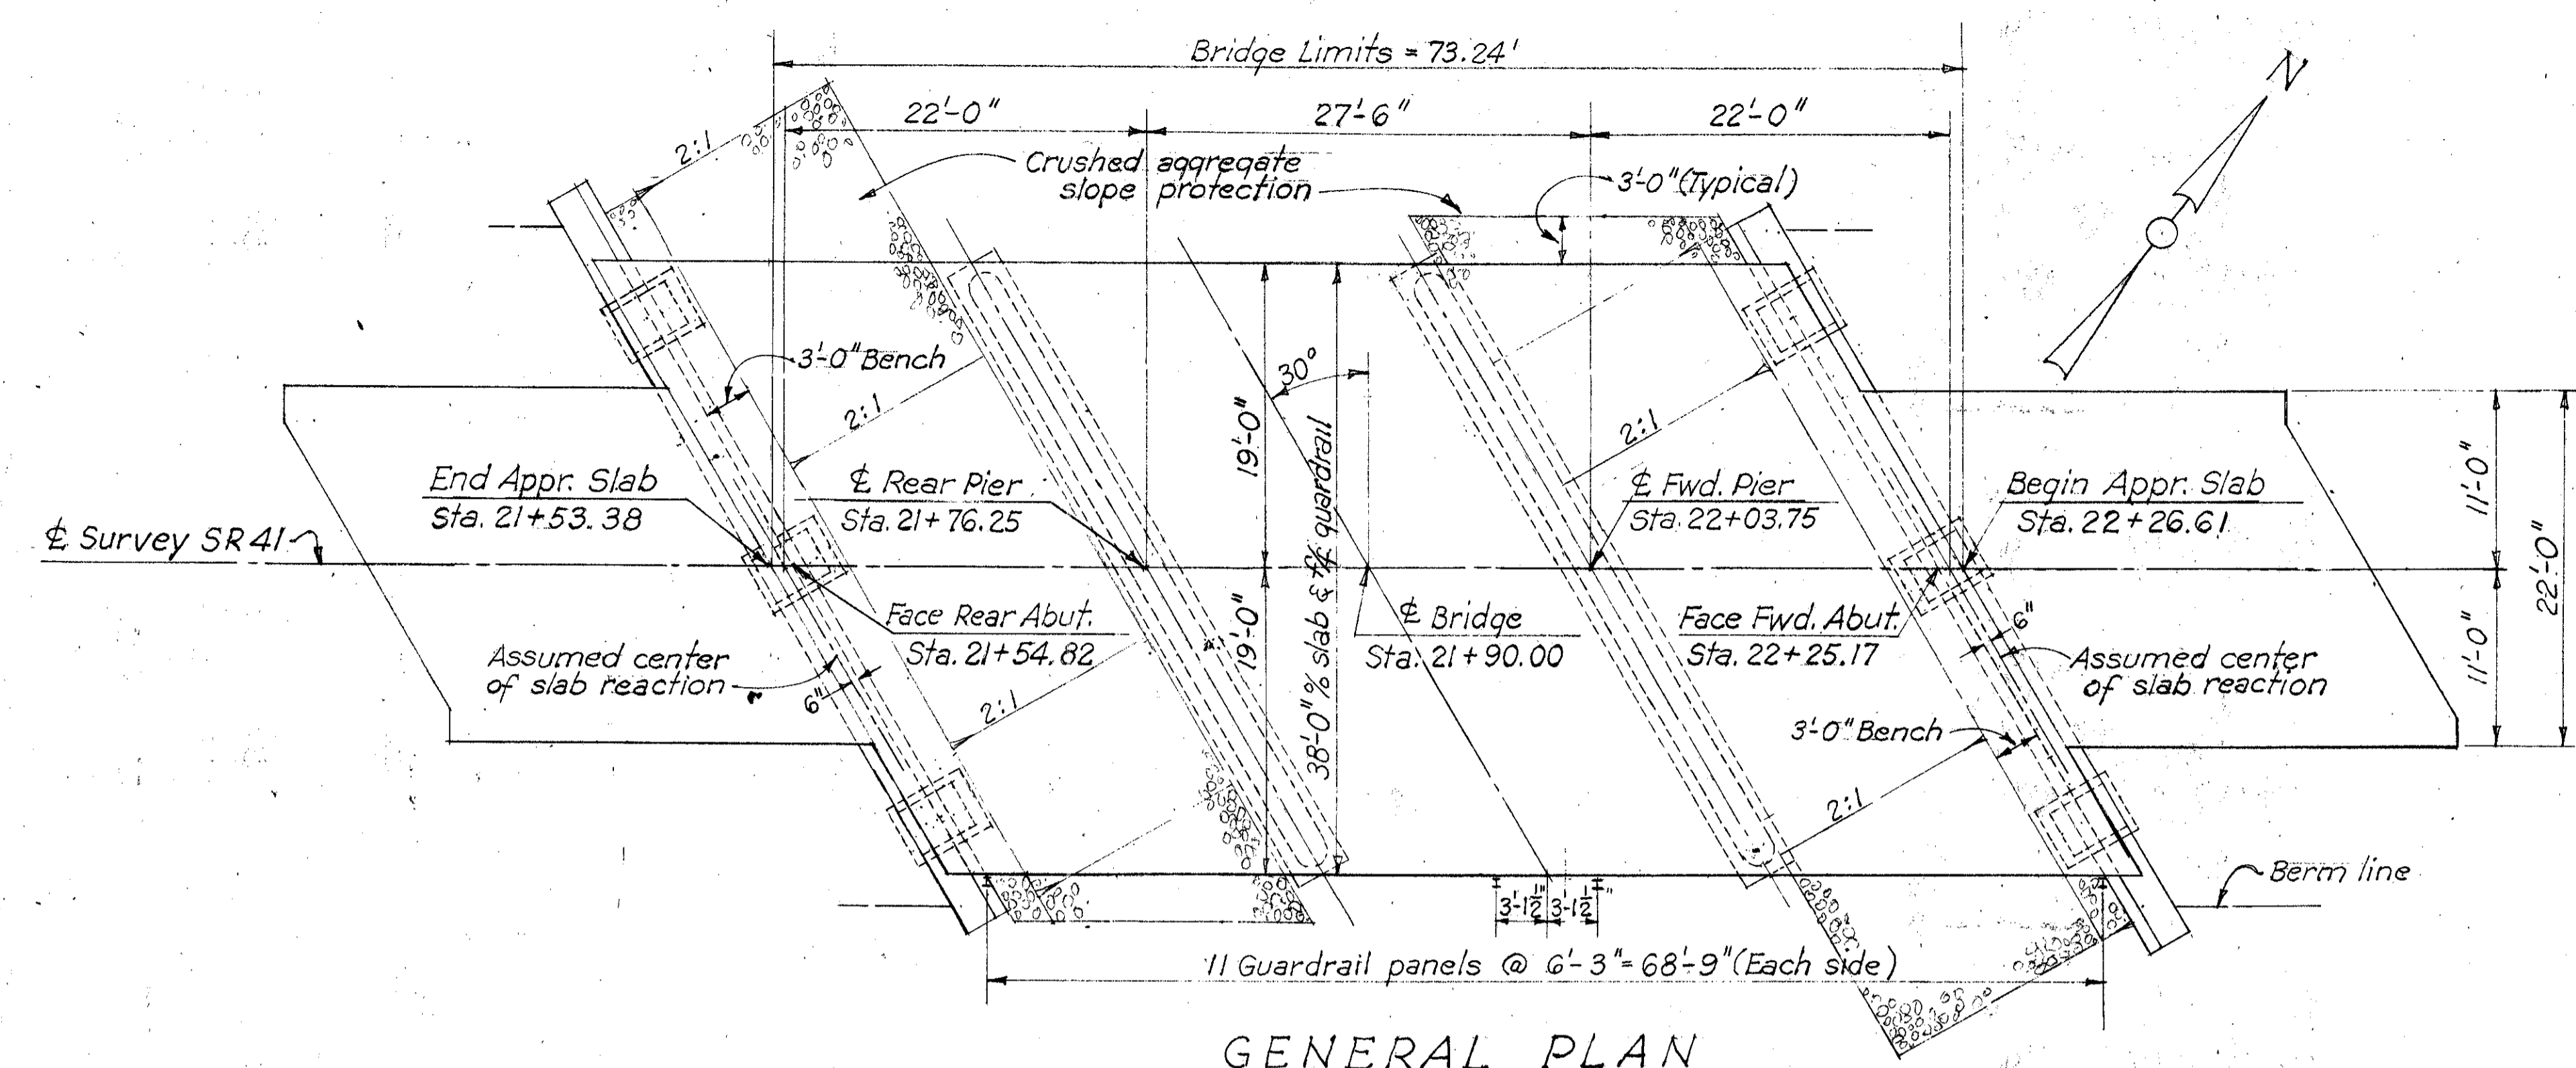 Bridge Limits = 73.24'
N
22'-0" 27'-6" 22'-0"
2:1
Crushed aggregate
slope protection
3'-0" (Typical)
3'-0" Bench
30°
2:1
19'-0"
2:1
11'-0"
End Appr. Slab
Sta. 21+53.38
℄ Rear Pier
Sta. 21+76.25
38'-0" % slab & f/f guardrail
℄ Fwd. Pier
Sta. 22+03.75
Begin Appr. Slab
Sta. 22+26.61
℄ Survey SR 41
22'-0"
Face Rear Abut.
Sta. 21+54.82
19'-0"
℄ Bridge
Sta. 21+90.00
Face Fwd. Abut.
Sta. 22+25.17
6"
11'-0"
Assumed center
of slab reaction
6"
Assumed center
of slab reaction
2:1
3'-0" Bench
2:1
Berm line
3'-1½" 3'-1½"
11 Guardrail panels @ 6'-3" = 68'-9" (Each side)
GENERAL PLAN